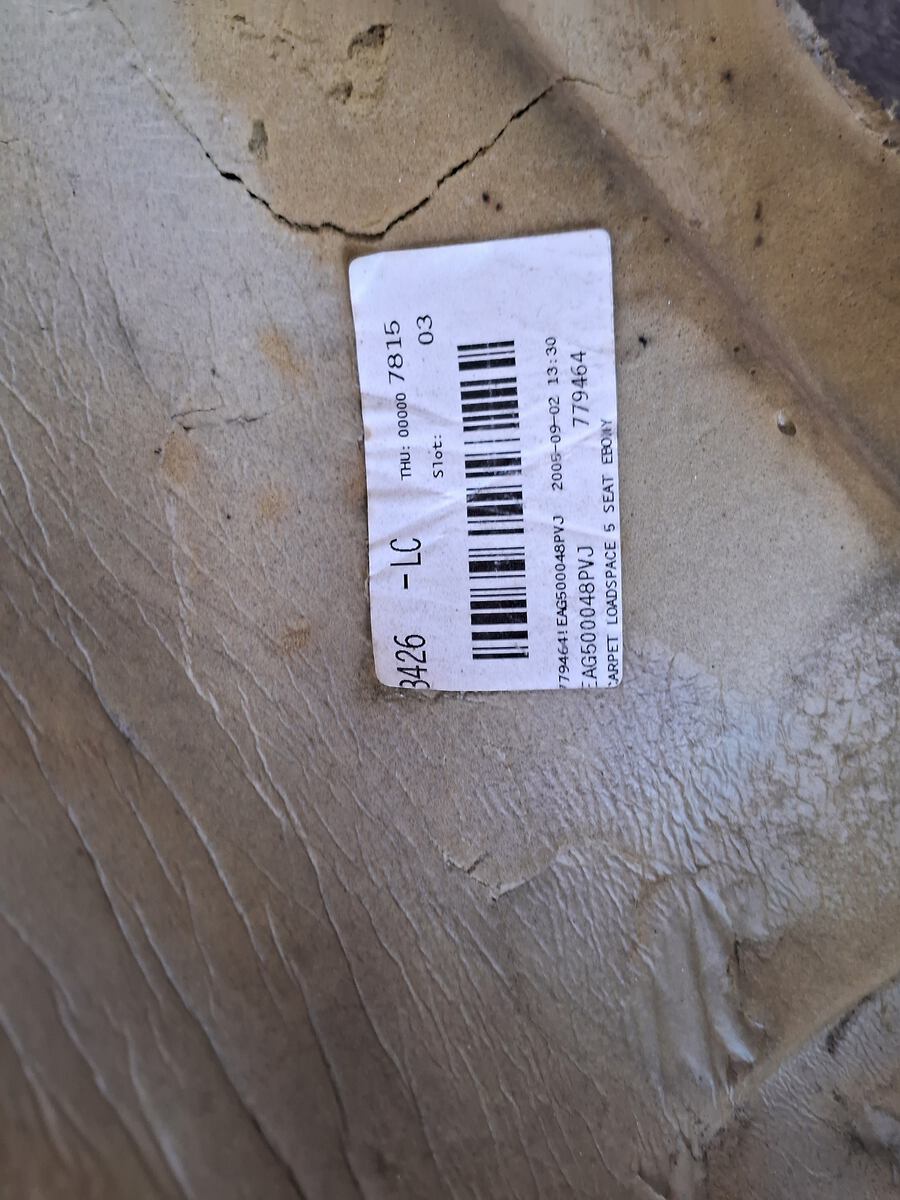 3426 - LC
THU: 00000 7815
Slot: 03
779464!EAG500048PVJ 2005-09-02 13:30
EAG500048PVJ 779464
CARPET LOADSPACE 5 SEAT EBONY